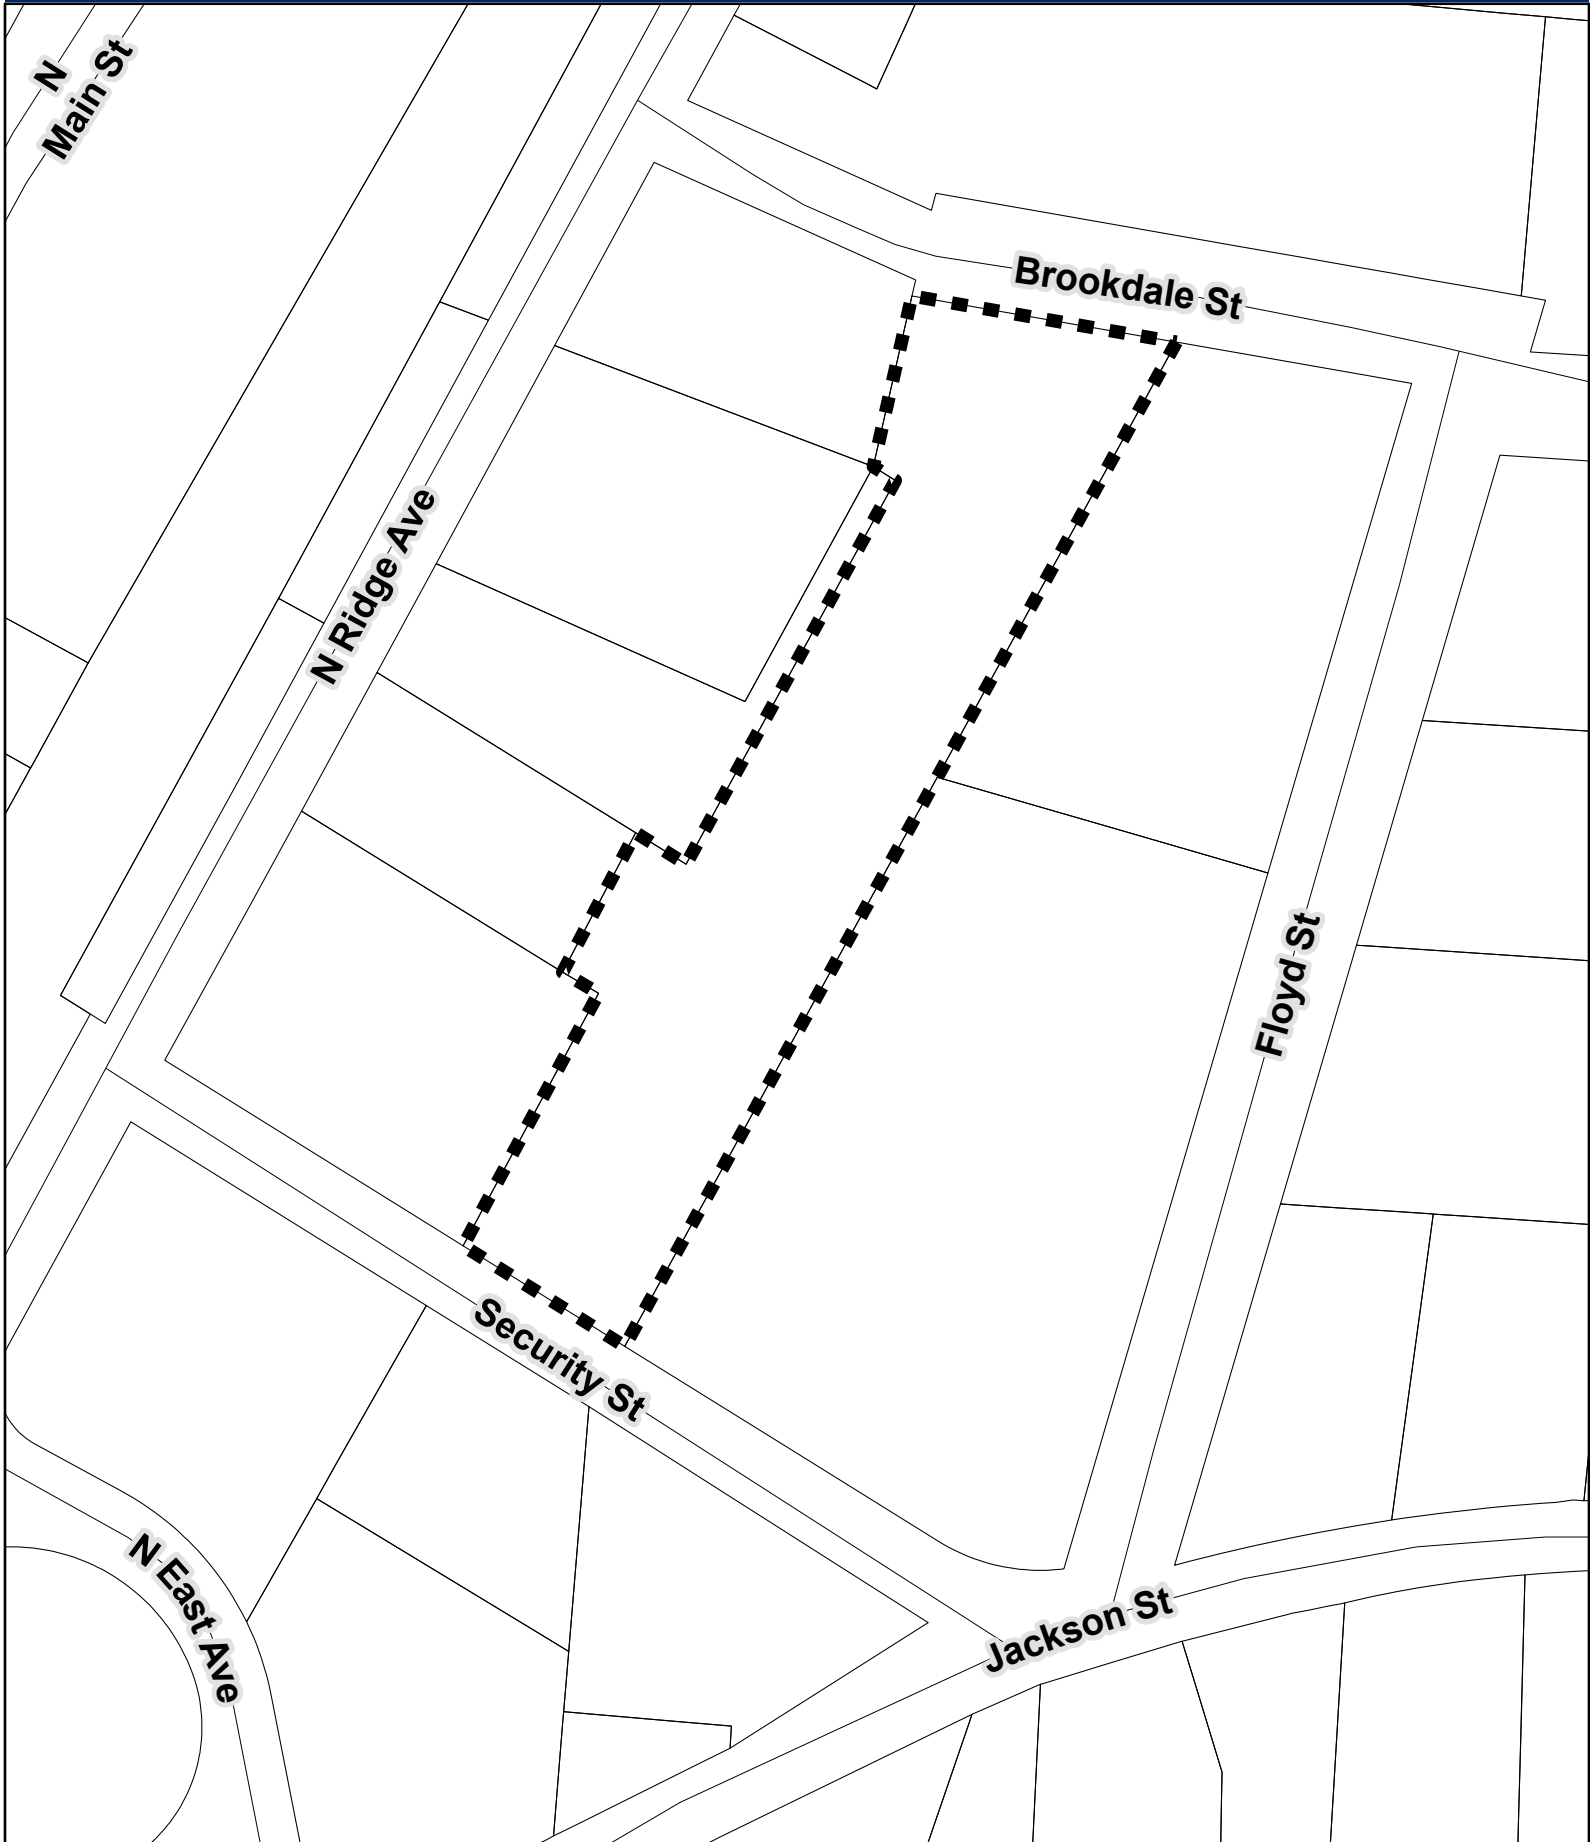 N
Main St
Brookdale St
N Ridge Ave
Floyd St
Security St
N East Ave
Jackson St